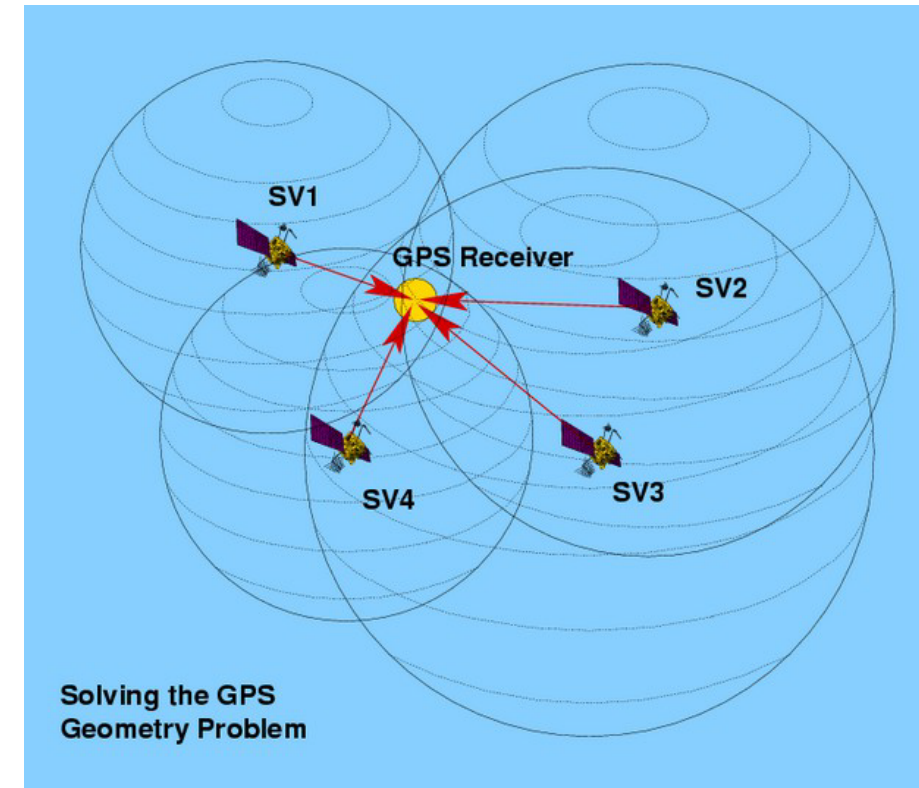 SV1
GPS Receiver
SV2
SV3
SV4
Solving the GPS
Geometry Problem